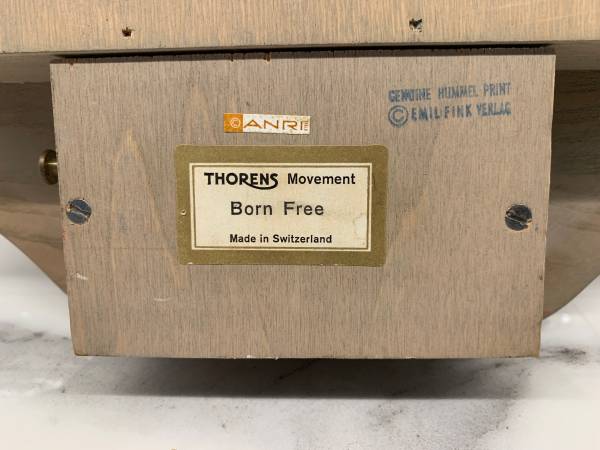 GENUINE HUMMEL PRINT
© EMIL FINK VERLAG
© ANRI
THORENS Movement
Born Free
Made in Switzerland